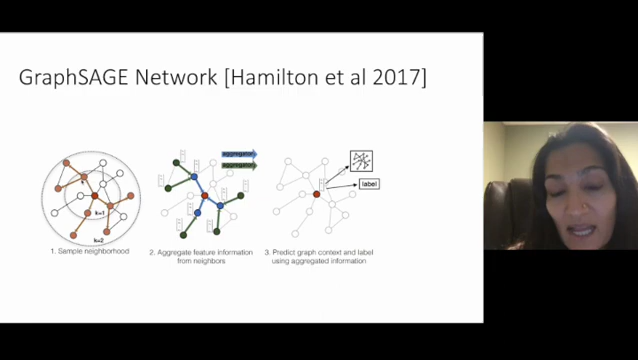 GraphSAGE Network [Hamilton et al 2017]
aggregator
aggregator
label
k=1
k=2
1. Sample neighborhood
2. Aggregate feature information
from neighbors
3. Predict graph context and label
using aggregated information